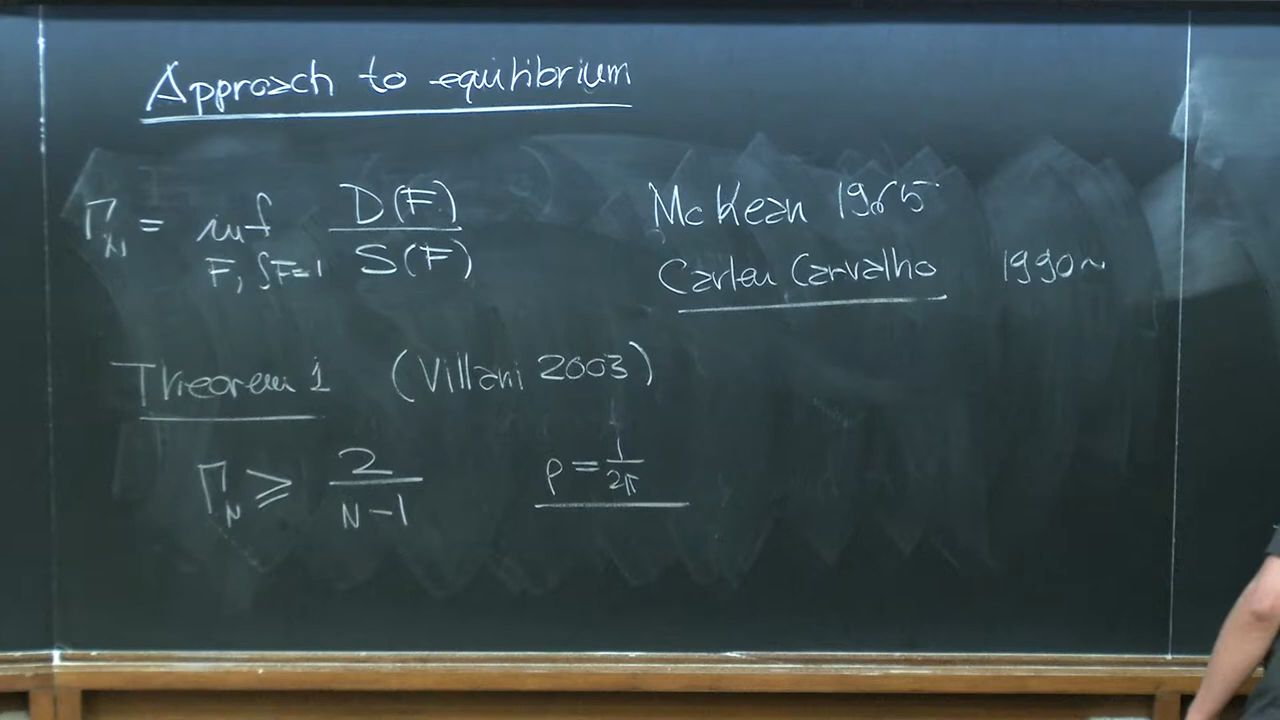 Approach to equilibrium
Γ_N = inf_{F, ∫F=1} D(F)/S(F)
McKean 1965
Carlen Carvalho 1990~
Theorem 1 (Villani 2003)
Γ_N ≥ 2/(N-1) ρ = 1/2π